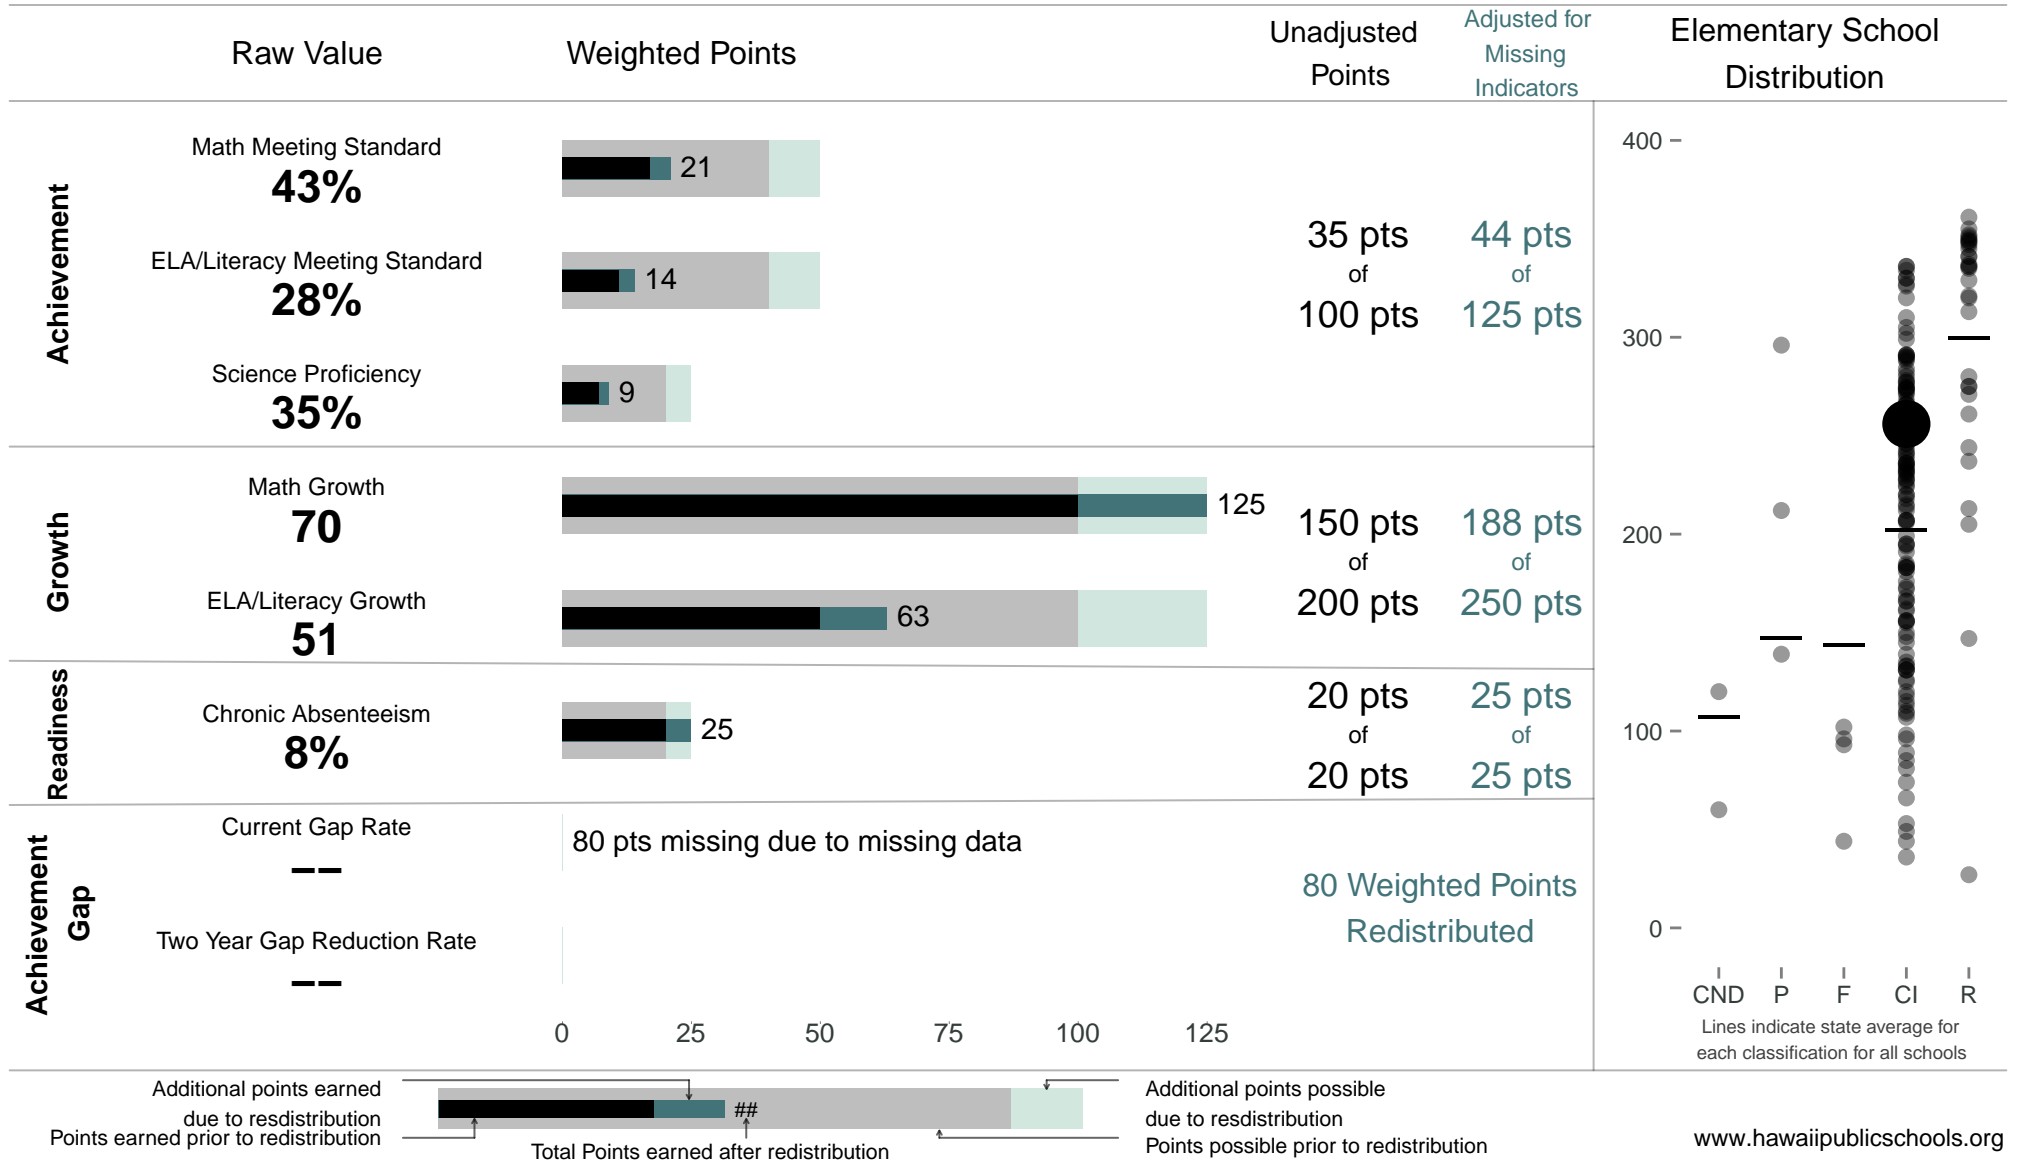 Raw Value
Weighted Points
Unadjusted
Points
Adjusted for
Missing
Indicators
Elementary School
Distribution
Achievement
Math Meeting Standard
43%
21
ELA/Literacy Meeting Standard
28%
14
Science Proficiency
35%
9
35 pts
of
100 pts
44 pts
of
125 pts
Growth
Math Growth
70
125
ELA/Literacy Growth
51
63
150 pts
of
200 pts
188 pts
of
250 pts
Readiness
Chronic Absenteeism
8%
25
20 pts
of
20 pts
25 pts
of
25 pts
Achievement
Gap
Current Gap Rate
−−
80 pts missing due to missing data
Two Year Gap Reduction Rate
−−
80 Weighted Points
Redistributed
0 25 50 75 100 125
400
300
200
100
0
CND P F CI R
Lines indicate state average for
each classification for all schools
Additional points earned
due to resdistribution
Points earned prior to redistribution
##
Total Points earned after redistribution
Additional points possible
due to resdistribution
Points possible prior to redistribution
www.hawaiipublicschools.org